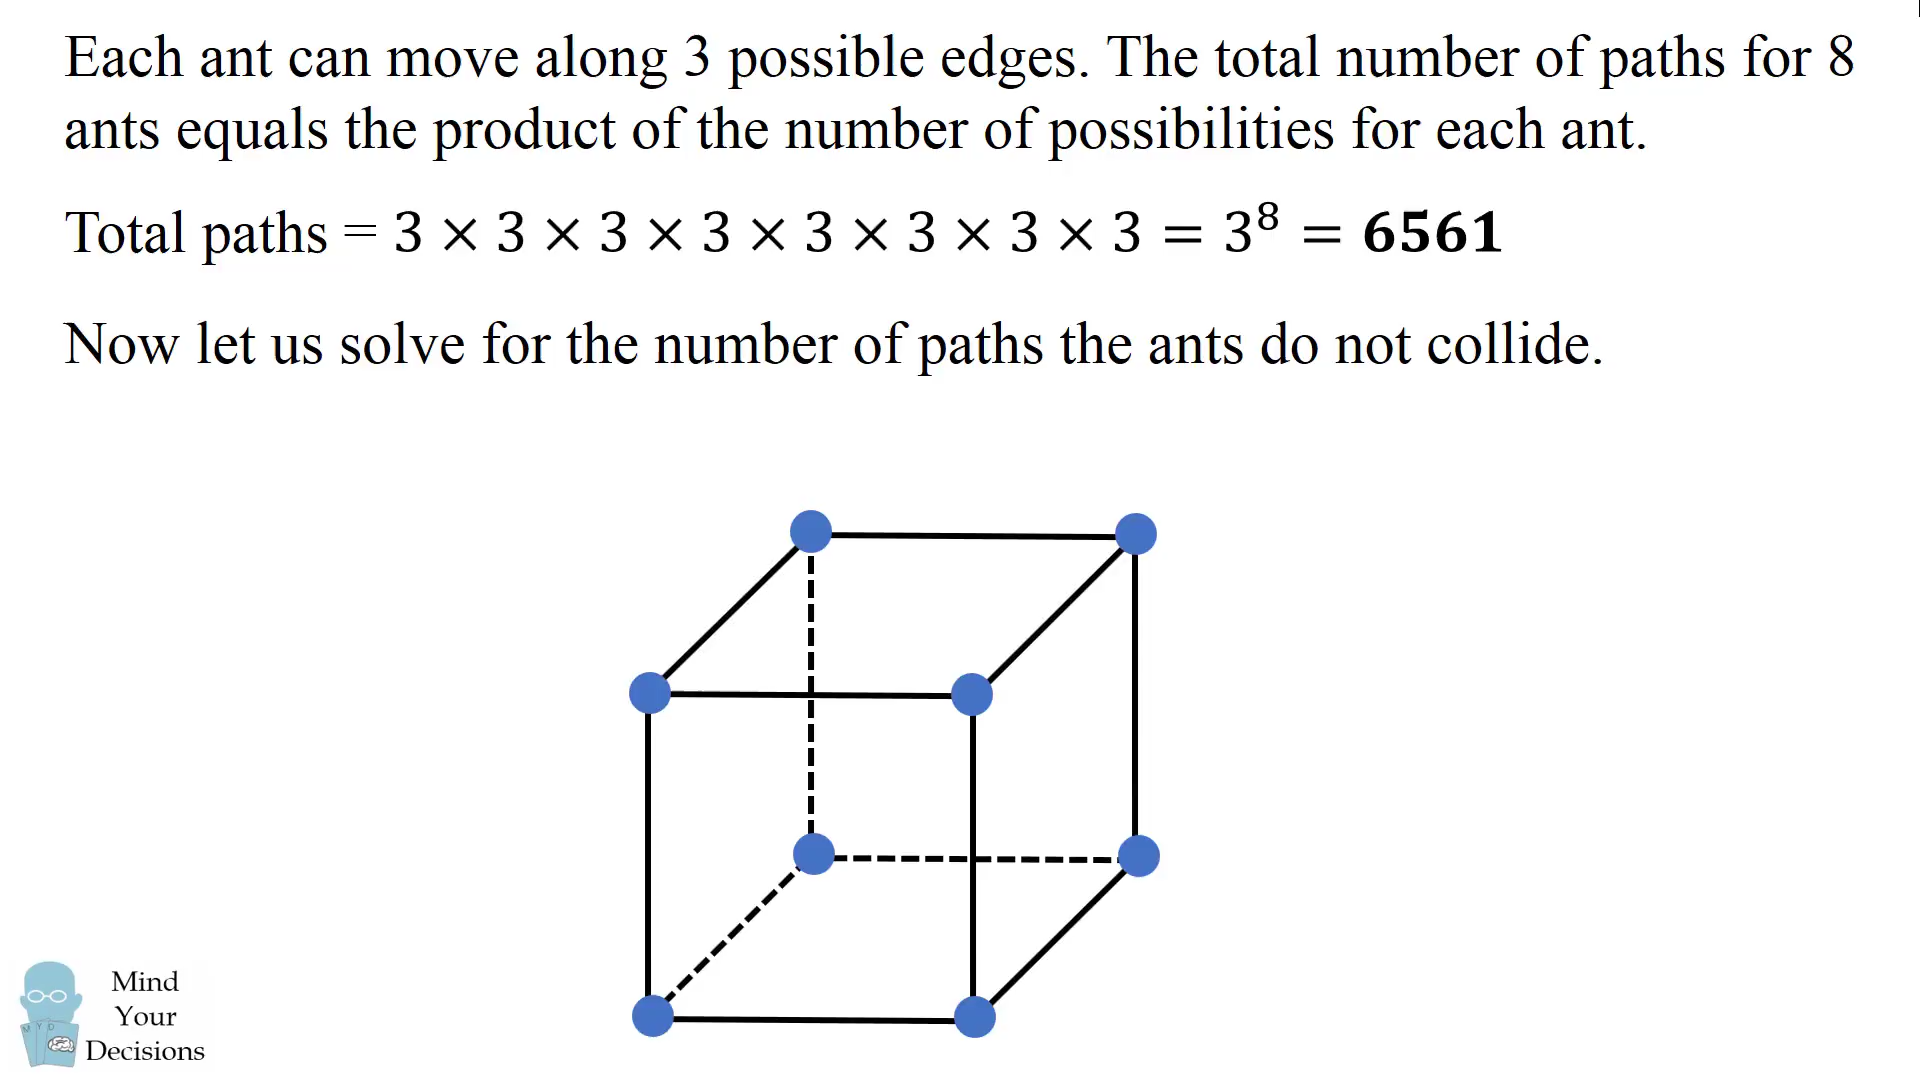 Each ant can move along 3 possible edges. The total number of paths for 8
ants equals the product of the number of possibilities for each ant.
Total paths = 3 × 3 × 3 × 3 × 3 × 3 × 3 × 3 = 3⁸ = 6561
Now let us solve for the number of paths the ants do not collide.
M Y D
Mind
Your
Decisions